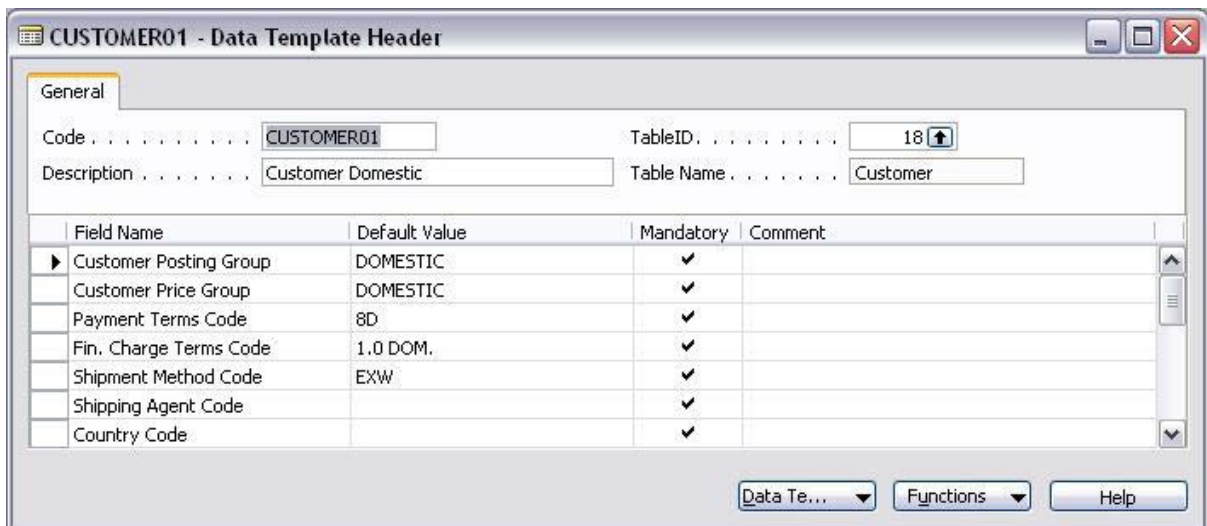 CUSTOMER01 - Data Template Header
General
Code . . . . . . . . . . CUSTOMER01 TableID. . . . . . . . . 18
Description . . . . . . . Customer Domestic Table Name . . . . . . . Customer
Field Name Default Value Mandatory Comment
Customer Posting Group DOMESTIC ✔
Customer Price Group DOMESTIC ✔
Payment Terms Code 8D ✔
Fin. Charge Terms Code 1.0 DOM. ✔
Shipment Method Code EXW ✔
Shipping Agent Code ✔
Country Code ✔
Data Te... Functions Help